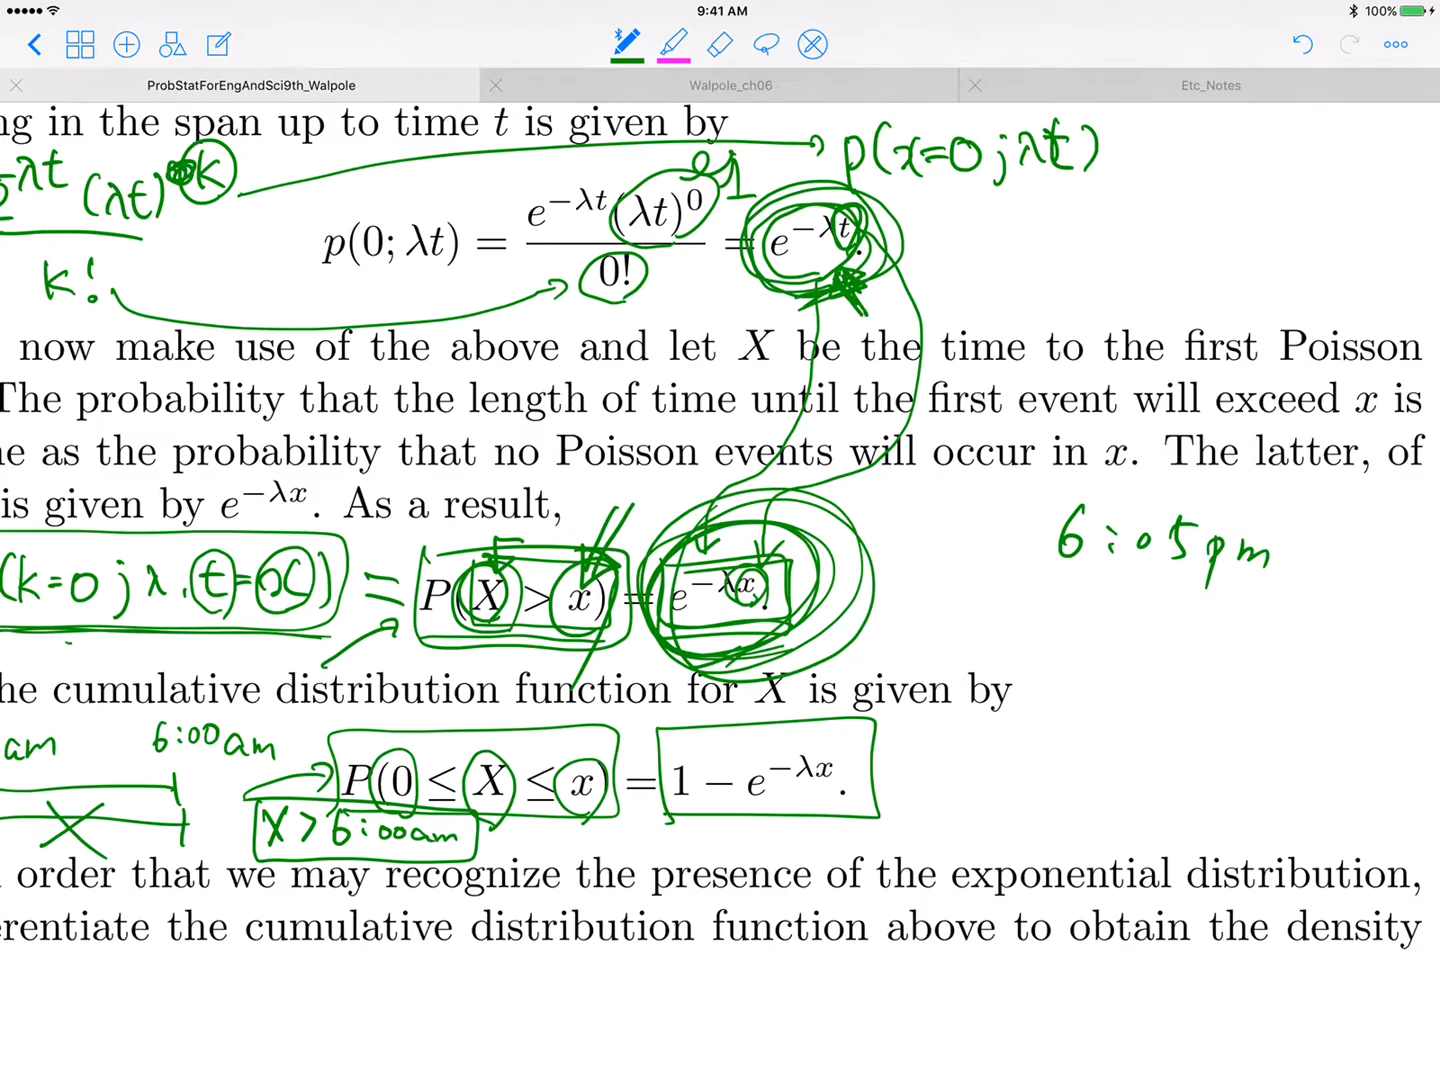 9:41 AM
100%
ProbStatForEngAndSci9th_Walpole
Walpole_ch06
Etc_Notes
ng in the span up to time t is given by
p(x=0; λt)
e^{-λt} (λt)^k
k!
p(0; λt) = e^{−λt}(λt)^0 / 0! = e^{−λt}.
1
now make use of the above and let X be the time to the first Poisson
The probability that the length of time until the first event will exceed x is
ne as the probability that no Poisson events will occur in x. The latter, of
is given by e^{−λx}. As a result,
6:05pm
(k=0; λ, t=x) = P(X > x) = e^{−λx}.
he cumulative distribution function for X is given by
am 6:00am
P(0 ≤ X ≤ x) = 1 − e^{−λx}.
X > 6:00am
order that we may recognize the presence of the exponential distribution,
erentiate the cumulative distribution function above to obtain the density